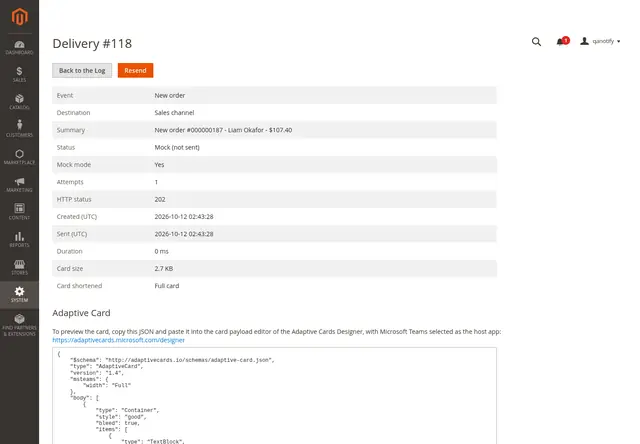 Delivery #118
1
qanotify
Back to the Log
Resend
Event New order
Destination Sales channel
Summary New order #000000187 - Liam Okafor - $107.40
Status Mock (not sent)
Mock mode Yes
Attempts 1
HTTP status 202
Created (UTC) 2026-10-12 02:43:28
Sent (UTC) 2026-10-12 02:43:28
Duration 0 ms
Card size 2.7 KB
Card shortened Full card
Adaptive Card
To preview the card, copy this JSON and paste it into the card payload editor of the Adaptive Cards Designer, with Microsoft Teams selected as the host app:
https://adaptivecards.microsoft.com/designer
{
"$schema": "http://adaptivecards.io/schemas/adaptive-card.json",
"type": "AdaptiveCard",
"version": "1.4",
"msteams": {
"width": "Full"
},
"body": [
{
"type": "Container",
"style": "good",
"bleed": true,
"items": [
{
"type": "TextBlock",
DASHBOARD
SALES
CATALOG
CUSTOMERS
MARKETPLACE
MARKETING
CONTENT
REPORTS
STORES
SYSTEM
FIND PARTNERS
& EXTENSIONS